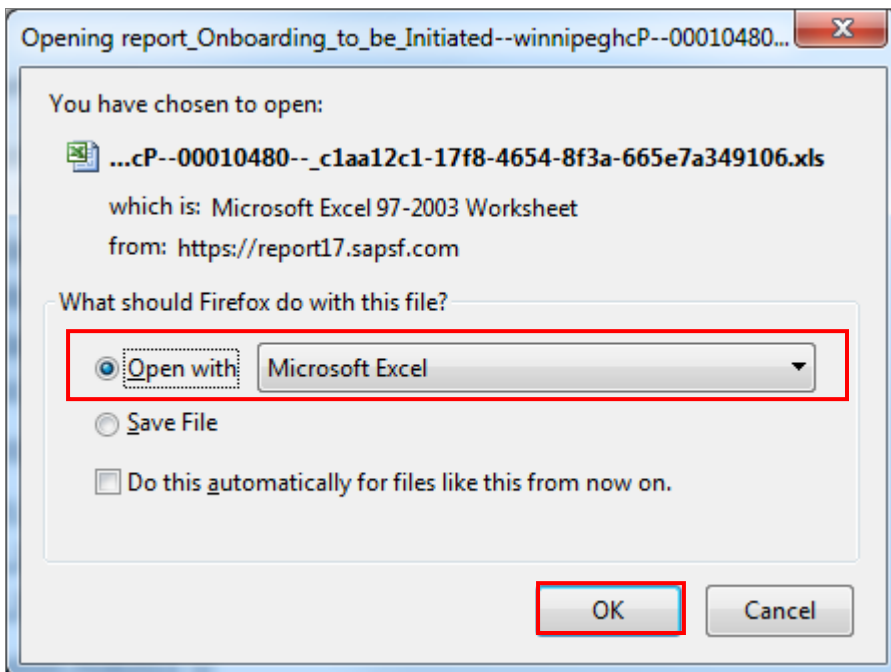 Opening report_Onboarding_to_be_Initiated--winnipeghcP--00010480...
You have chosen to open:
...cP--00010480--_c1aa12c1-17f8-4654-8f3a-665e7a349106.xls
which is: Microsoft Excel 97-2003 Worksheet
from: https://report17.sapsf.com
What should Firefox do with this file?
Open with Microsoft Excel
Save File
Do this automatically for files like this from now on.
OK Cancel